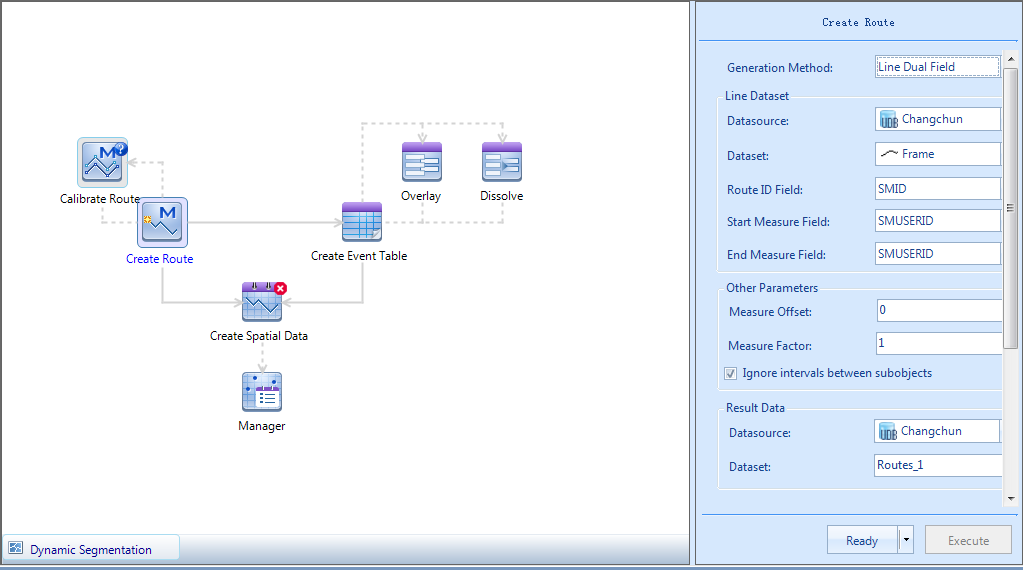 Calibrate Route
M
Create Route
Create Event Table
Overlay
Dissolve
Create Spatial Data
Manager
Dynamic Segmentation
Create Route
Generation Method: Line Dual Field
Line Dataset
Datasource: UDB Changchun
Dataset: Frame
Route ID Field: SMID
Start Measure Field: SMUSERID
End Measure Field: SMUSERID
Other Parameters
Measure Offset: 0
Measure Factor: 1
Ignore intervals between subobjects
Result Data
Datasource: UDB Changchun
Dataset: Routes_1
Ready
Execute